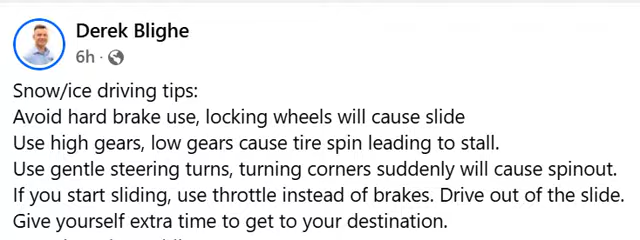 Derek Blighe
6h ·
Snow/ice driving tips:
Avoid hard brake use, locking wheels will cause slide
Use high gears, low gears cause tire spin leading to stall.
Use gentle steering turns, turning corners suddenly will cause spinout.
If you start sliding, use throttle instead of brakes. Drive out of the slide.
Give yourself extra time to get to your destination.